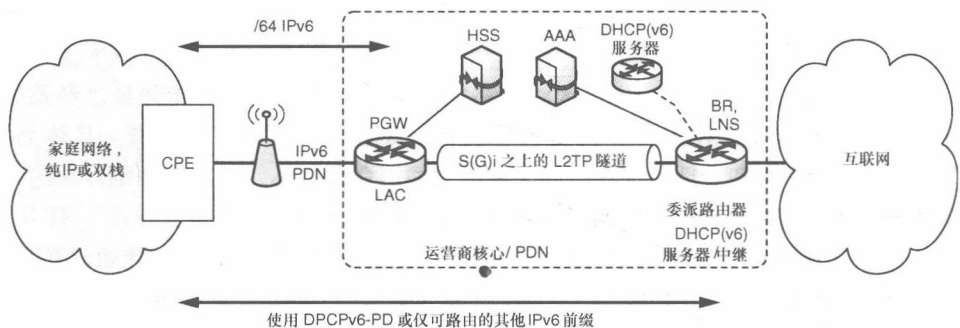 /64 IPv6
HSS
AAA
DHCP(v6)
服务器
BR,
LNS
PGW
家庭网络，
纯IP或双栈
CPE
IPv6
PDN
S(G)i 之上的 L2TP 隧道
互联网
LAC
委派路由器
DHCP(v6)
服务器/中继
运营商核心/ PDN
使用 DPCPv6-PD 或仅可路由的其他IPv6前缀